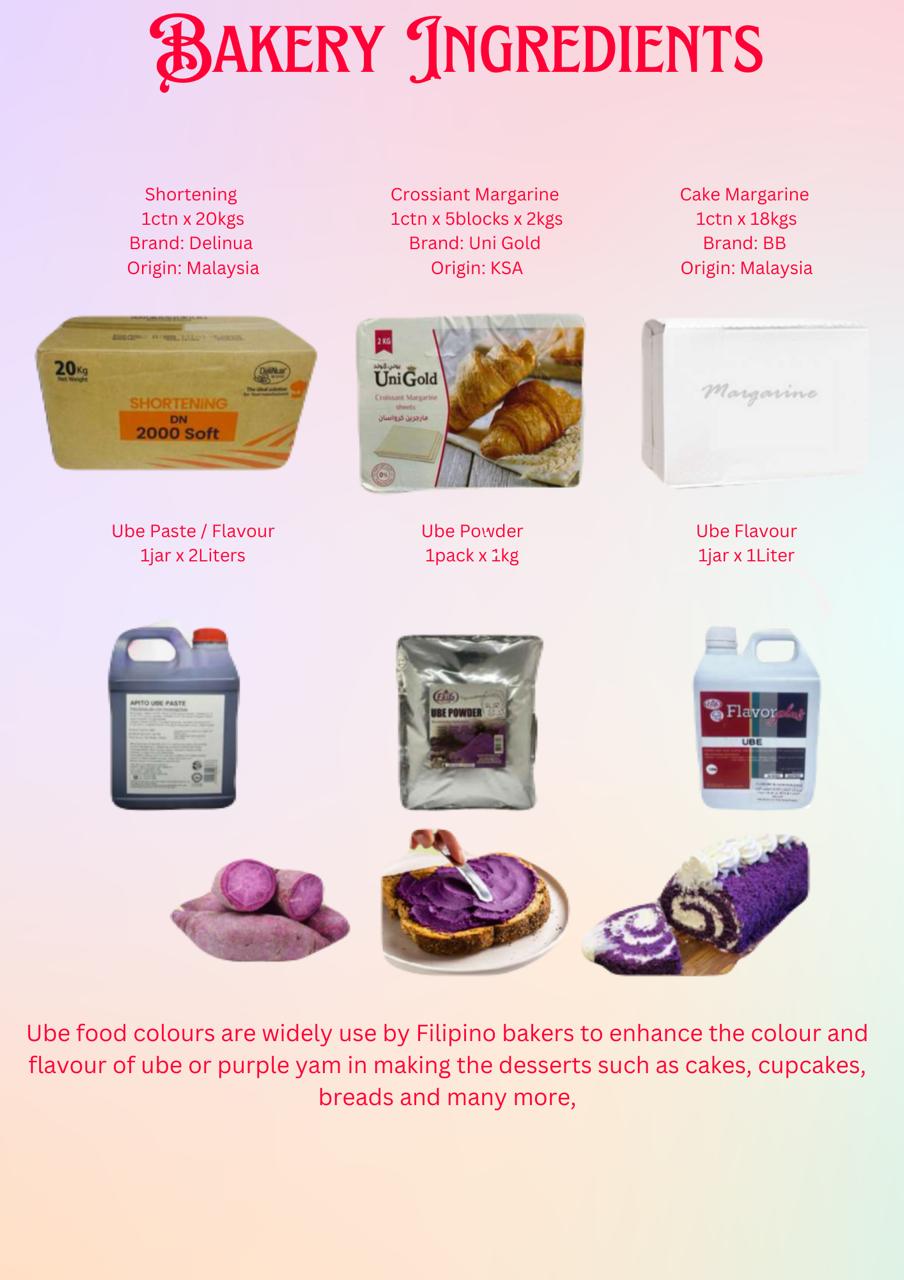 Bakery Ingredients
Shortening
1ctn x 20kgs
Brand: Delinua
Origin: Malaysia
Crossiant Margarine
1ctn x 5blocks x 2kgs
Brand: Uni Gold
Origin: KSA
Cake Margarine
1ctn x 18kgs
Brand: BB
Origin: Malaysia
20Kg
Net Weight
The ideal solution
SHORTENING
DN
2000 Soft
2 KG
يوني گولد
UniGold
Croissant Margarine
sheets
مارجرين كرواسان
0%
Margarine
Ube Paste / Flavour
1jar x 2Liters
Ube Powder
1pack x 1kg
Ube Flavour
1jar x 1Liter
APITO UBE PASTE
UBE POWDER
Flavorplus
UBE
Ube food colours are widely use by Filipino bakers to enhance the colour and
flavour of ube or purple yam in making the desserts such as cakes, cupcakes,
breads and many more,